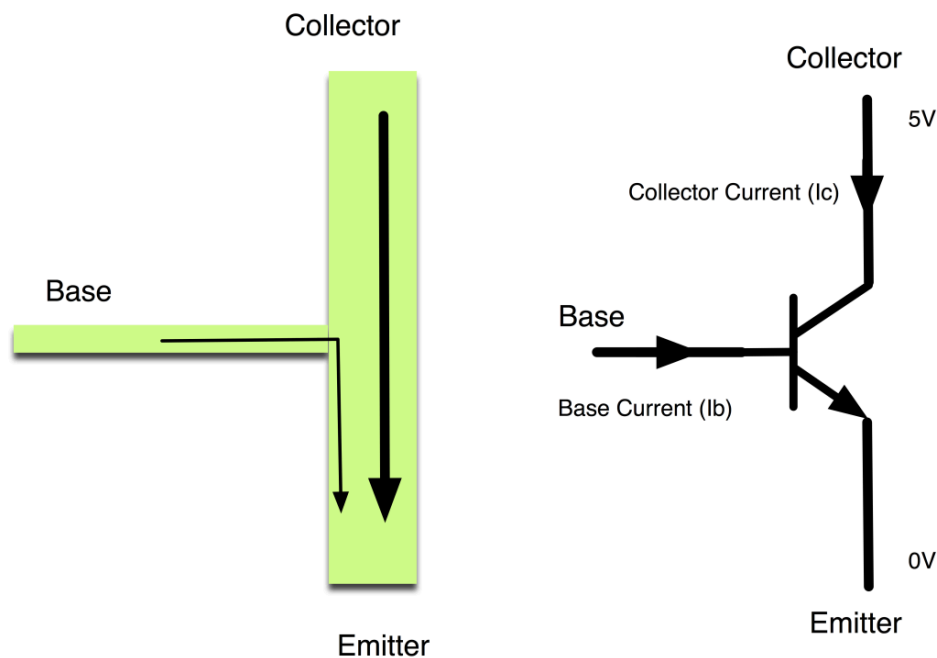 Collector
Base
Emitter
Collector
5V
Collector Current (Ic)
Base
Base Current (Ib)
0V
Emitter